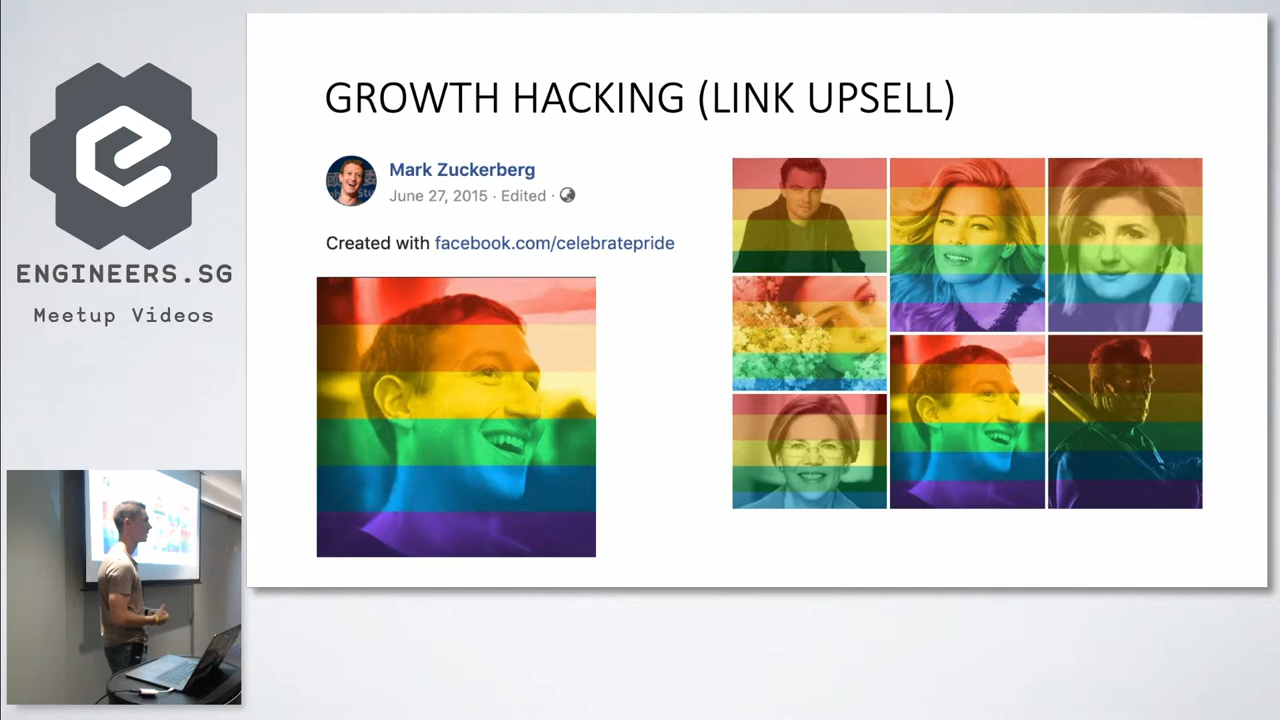 ENGINEERS.SG
Meetup Videos
GROWTH HACKING (LINK UPSELL)
Mark Zuckerberg
June 27, 2015 · Edited ·
Created with facebook.com/celebratepride